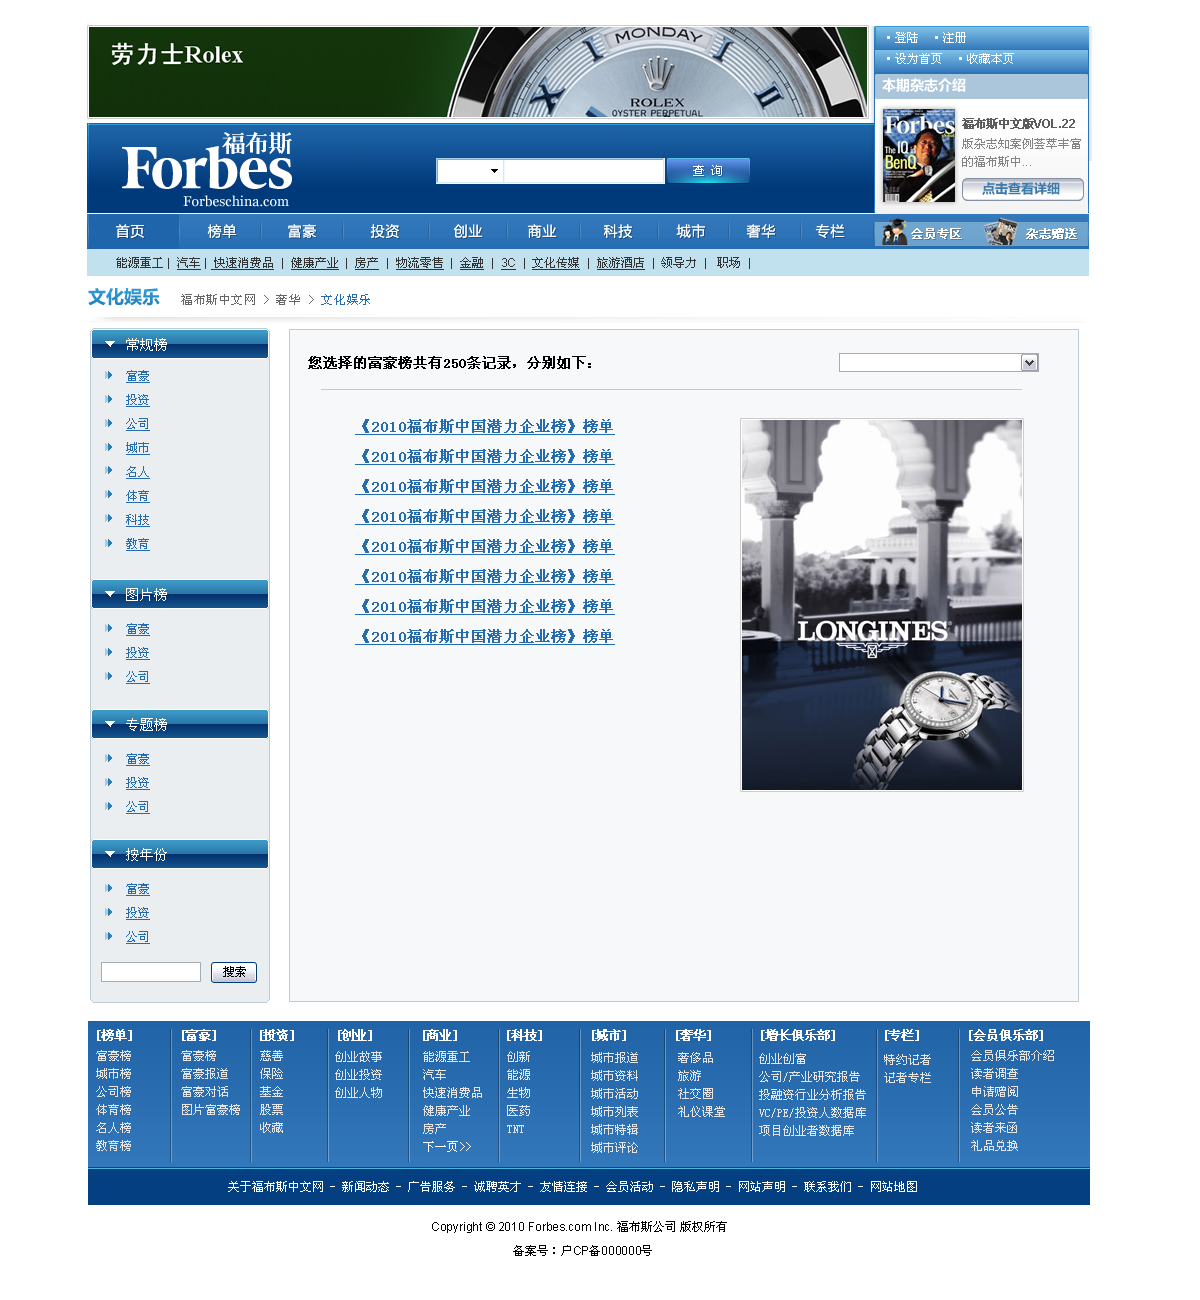 劳力士Rolex
MONDAY
ROLEX
OYSTER PERPETUAL
登陆 注册
设为首页 收藏本页
本期杂志介绍
Forbes
The IQ is
BenQ
福布斯中文版VOL.22
版杂志知案例荟萃丰富
的福布斯中...
点击查看详细
福布斯
Forbes
Forbeschina.com
查 询
首页 榜单 富豪 投资 创业 商业 科技 城市 奢华 专栏
会员专区 杂志赠送
能源重工 | 汽车 | 快速消费品 | 健康产业 | 房产 | 物流零售 | 金融 | 3C | 文化传媒 | 旅游酒店 | 领导力 | 职场 |
文化娱乐 福布斯中文网 > 奢华 > 文化娱乐
常规榜
富豪
投资
公司
城市
名人
体育
科技
教育
图片榜
富豪
投资
公司
专题榜
富豪
投资
公司
按年份
富豪
投资
公司
搜索
您选择的富豪榜共有250条记录，分别如下：
《2010福布斯中国潜力企业榜》榜单
《2010福布斯中国潜力企业榜》榜单
《2010福布斯中国潜力企业榜》榜单
《2010福布斯中国潜力企业榜》榜单
《2010福布斯中国潜力企业榜》榜单
《2010福布斯中国潜力企业榜》榜单
《2010福布斯中国潜力企业榜》榜单
《2010福布斯中国潜力企业榜》榜单
LONGINES
[榜单]
富豪榜
城市榜
公司榜
体育榜
名人榜
教育榜
[富豪]
富豪榜
富豪报道
富豪对话
图片富豪榜
[投资]
慈善
保险
基金
股票
收藏
[创业]
创业故事
创业投资
创业人物
[商业]
能源重工
汽车
快速消费品
健康产业
房产
下一页>>
[科技]
创新
能源
生物
医药
TNT
[城市]
城市报道
城市资料
城市活动
城市列表
城市特辑
城市评论
[奢华]
奢侈品
旅游
社交圈
礼仪课堂
[增长俱乐部]
创业创富
公司/产业研究报告
投融资行业分析报告
VC/PE/投资人数据库
项目创业者数据库
[专栏]
特约记者
记者专栏
[会员俱乐部]
会员俱乐部介绍
读者调查
申请赠阅
会员公告
读者来函
礼品兑换
关于福布斯中文网 - 新闻动态 - 广告服务 - 诚聘英才 - 友情连接 - 会员活动 - 隐私声明 - 网站声明 - 联系我们 - 网站地图
Copyright © 2010 Forbes.com Inc. 福布斯公司 版权所有
备案号：户CP备000000号